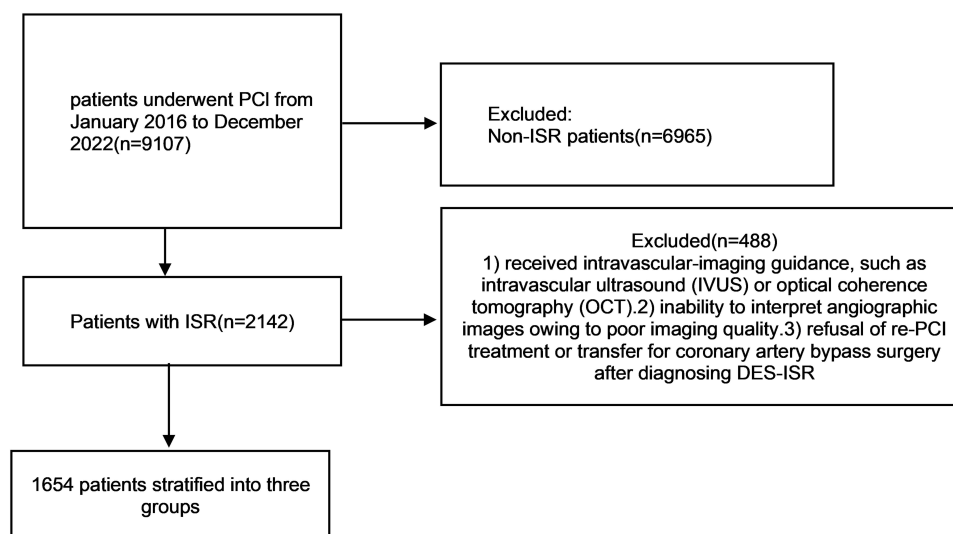 patients underwent PCI from
January 2016 to December
2022(n=9107)
Excluded:
Non-ISR patients(n=6965)
Patients with ISR(n=2142)
Excluded(n=488)
1) received intravascular-imaging guidance, such as
intravascular ultrasound (IVUS) or optical coherence
tomography (OCT).2) inability to interpret angiographic
images owing to poor imaging quality.3) refusal of re-PCI
treatment or transfer for coronary artery bypass surgery
after diagnosing DES-ISR
1654 patients stratified into three
groups